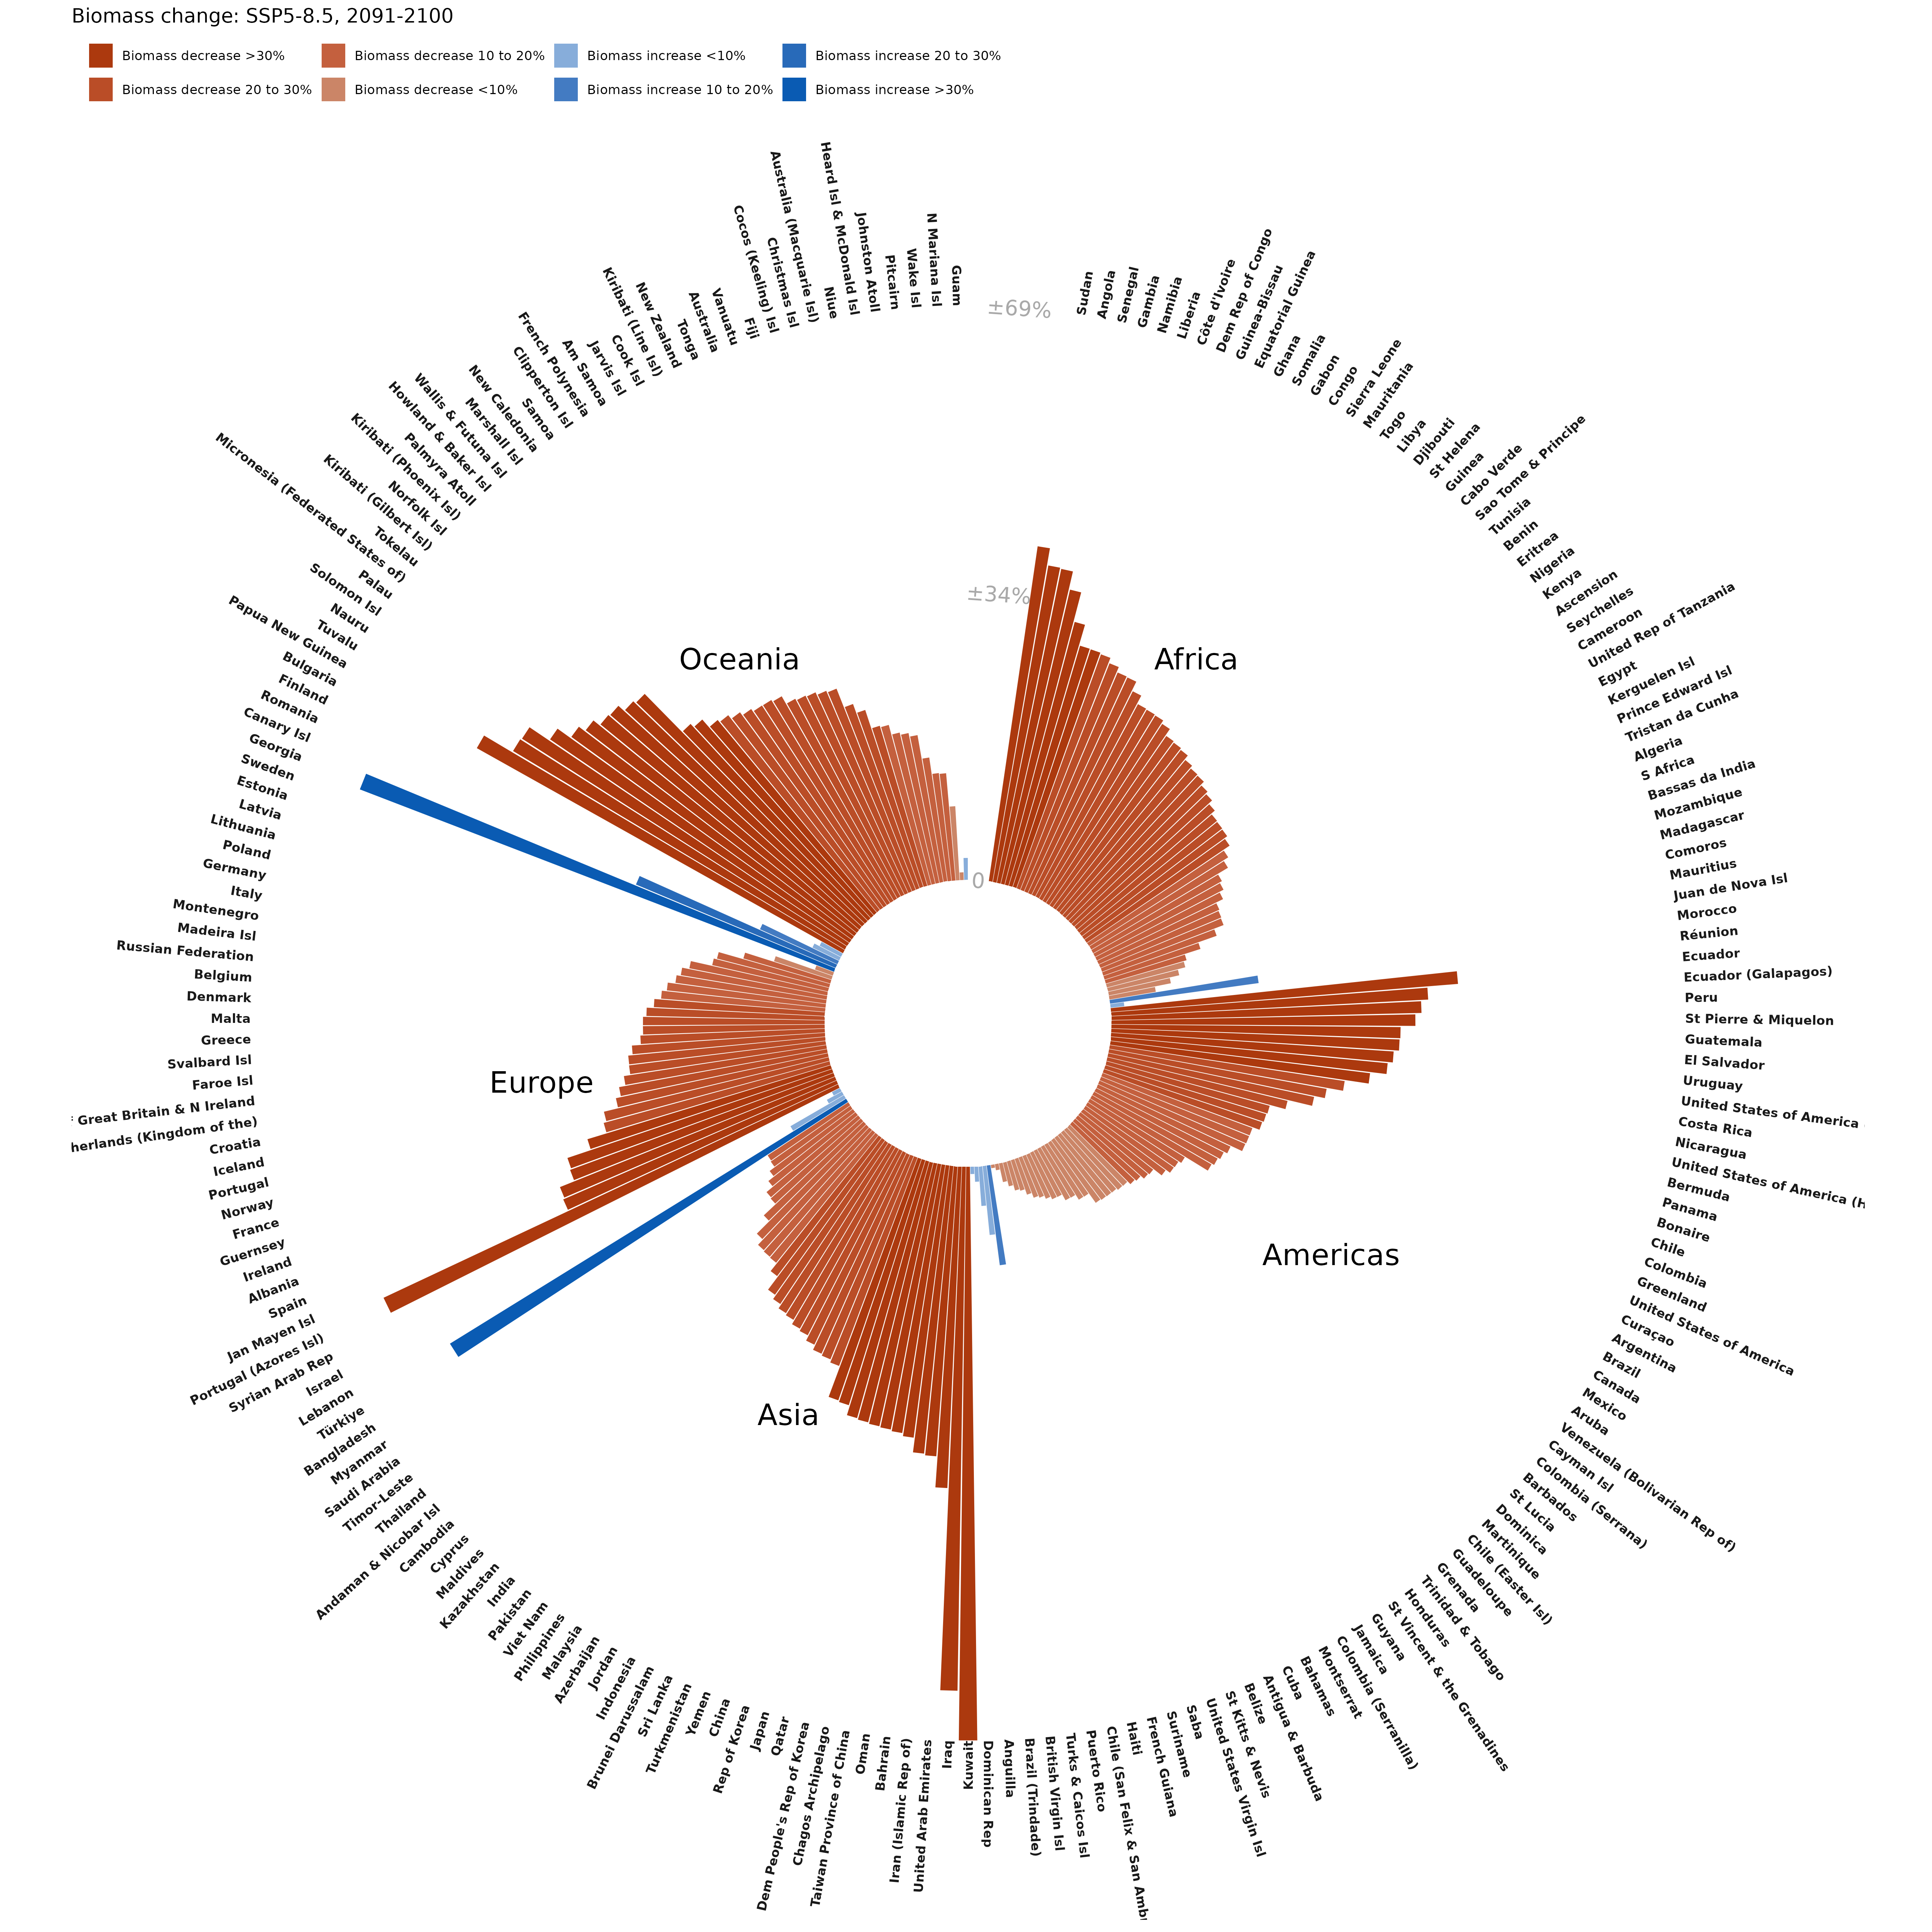 Biomass change: SSP5-8.5, 2091-2100
Biomass decrease >30%
Biomass decrease 10 to 20%
Biomass increase <10%
Biomass increase 20 to 30%
Biomass decrease 20 to 30%
Biomass decrease <10%
Biomass increase 10 to 20%
Biomass increase >30%
±69%
±34%
0
Africa
Americas
Asia
Europe
Oceania
Sudan
Angola
Senegal
Gambia
Namibia
Liberia
Côte d'Ivoire
Dem Rep of Congo
Guinea-Bissau
Equatorial Guinea
Ghana
Somalia
Gabon
Congo
Sierra Leone
Mauritania
Togo
Libya
Djibouti
St Helena
Guinea
Cabo Verde
Sao Tome & Principe
Tunisia
Benin
Eritrea
Nigeria
Kenya
Ascension
Seychelles
Cameroon
United Rep of Tanzania
Egypt
Kerguelen Isl
Prince Edward Isl
Tristan da Cunha
Algeria
S Africa
Bassas da India
Mozambique
Madagascar
Comoros
Mauritius
Juan de Nova Isl
Morocco
Réunion
Ecuador
Ecuador (Galapagos)
Peru
St Pierre & Miquelon
Guatemala
El Salvador
Uruguay
United States of America
Costa Rica
Nicaragua
United States of America (H
Bermuda
Panama
Bonaire
Chile
Colombia
Greenland
United States of America
Curaçao
Argentina
Brazil
Canada
Mexico
Aruba
Venezuela (Bolivarian Rep of)
Cayman Isl
Colombia (Serrana)
Barbados
St Lucia
Dominica
Martinique
Chile (Easter Isl)
Guadeloupe
Grenada
Trinidad & Tobago
Honduras
St Vincent & the Grenadines
Guyana
Jamaica
Colombia (Serranilla)
Montserrat
Bahamas
Cuba
Antigua & Barbuda
Belize
St Kitts & Nevis
United States Virgin Isl
Saba
Suriname
French Guiana
Haiti
Chile (San Felix & San Amb
Puerto Rico
Turks & Caicos Isl
British Virgin Isl
Brazil (Trindade)
Anguilla
Dominican Rep
Kuwait
Iraq
United Arab Emirates
Iran (Islamic Rep of)
Bahrain
Oman
Taiwan Province of China
Chagos Archipelago
Dem People's Rep of Korea
Qatar
Japan
Rep of Korea
China
Yemen
Turkmenistan
Sri Lanka
Brunei Darussalam
Indonesia
Jordan
Azerbaijan
Malaysia
Philippines
Viet Nam
Pakistan
India
Kazakhstan
Maldives
Cyprus
Cambodia
Andaman & Nicobar Isl
Thailand
Timor-Leste
Saudi Arabia
Myanmar
Bangladesh
Türkiye
Lebanon
Israel
Syrian Arab Rep
Portugal (Azores Isl)
Jan Mayen Isl
Spain
Albania
Ireland
Guernsey
France
Norway
Portugal
Iceland
Croatia
herlands (Kingdom of the)
Great Britain & N Ireland
Faroe Isl
Svalbard Isl
Greece
Malta
Denmark
Belgium
Russian Federation
Madeira Isl
Montenegro
Italy
Germany
Poland
Lithuania
Latvia
Estonia
Sweden
Georgia
Canary Isl
Romania
Finland
Bulgaria
Papua New Guinea
Tuvalu
Nauru
Solomon Isl
Palau
Micronesia (Federated States of)
Tokelau
Kiribati (Gilbert Isl)
Norfolk Isl
Kiribati (Phoenix Isl)
Palmyra Atoll
Howland & Baker Isl
Wallis & Futuna Isl
Marshall Isl
New Caledonia
Samoa
Clipperton Isl
French Polynesia
Am Samoa
Jarvis Isl
Cook Isl
Kiribati (Line Isl)
New Zealand
Tonga
Australia
Vanuatu
Fiji
Cocos (Keeling) Isl
Christmas Isl
Australia (Macquarie Isl)
Niue
Heard Isl & McDonald Isl
Johnston Atoll
Pitcairn
Wake Isl
N Mariana Isl
Guam